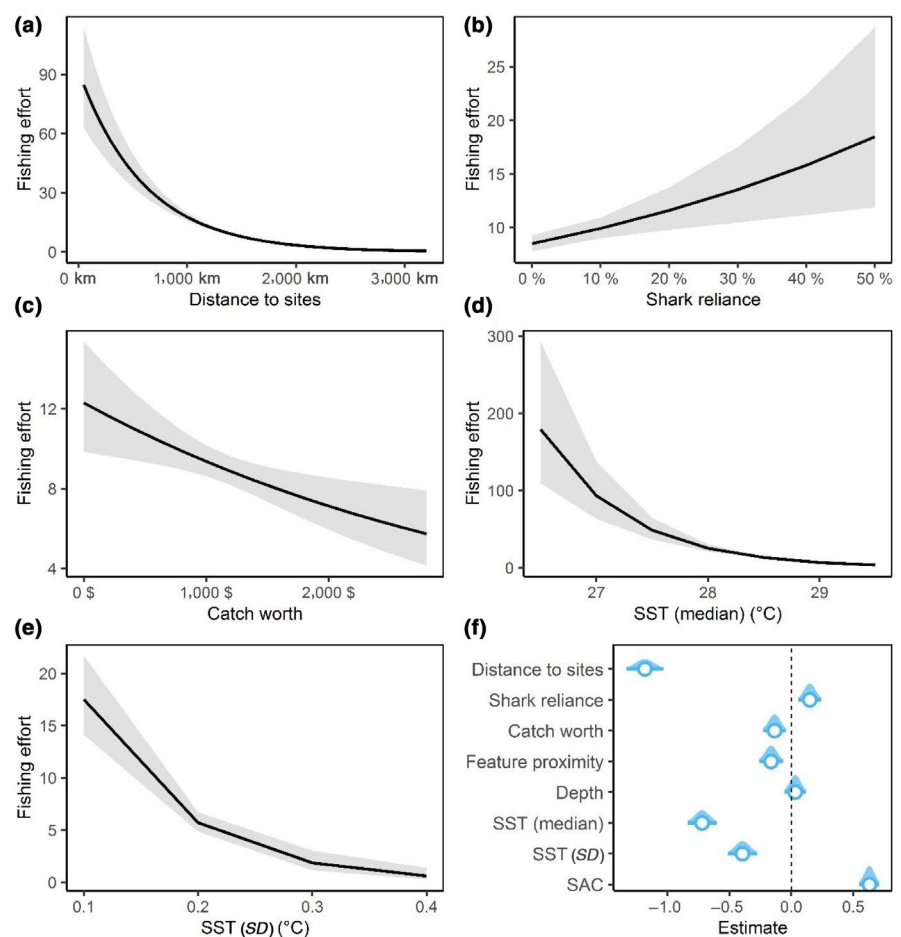 (a)
Fishing effort
90
60
30
0
0 km
1,000 km
2,000 km
3,000 km
Distance to sites
(b)
Fishing effort
25
20
15
10
0 %
10 %
20 %
30 %
40 %
50 %
Shark reliance
(c)
Fishing effort
12
8
4
0 $
1,000 $
2,000 $
Catch worth
(d)
Fishing effort
300
200
100
0
27
28
29
SST (median) (°C)
(e)
Fishing effort
20
15
10
5
0
0.1
0.2
0.3
0.4
SST (SD) (°C)
(f)
Distance to sites
Shark reliance
Catch worth
Feature proximity
Depth
SST (median)
SST (SD)
SAC
−1.0
−0.5
0.0
0.5
Estimate